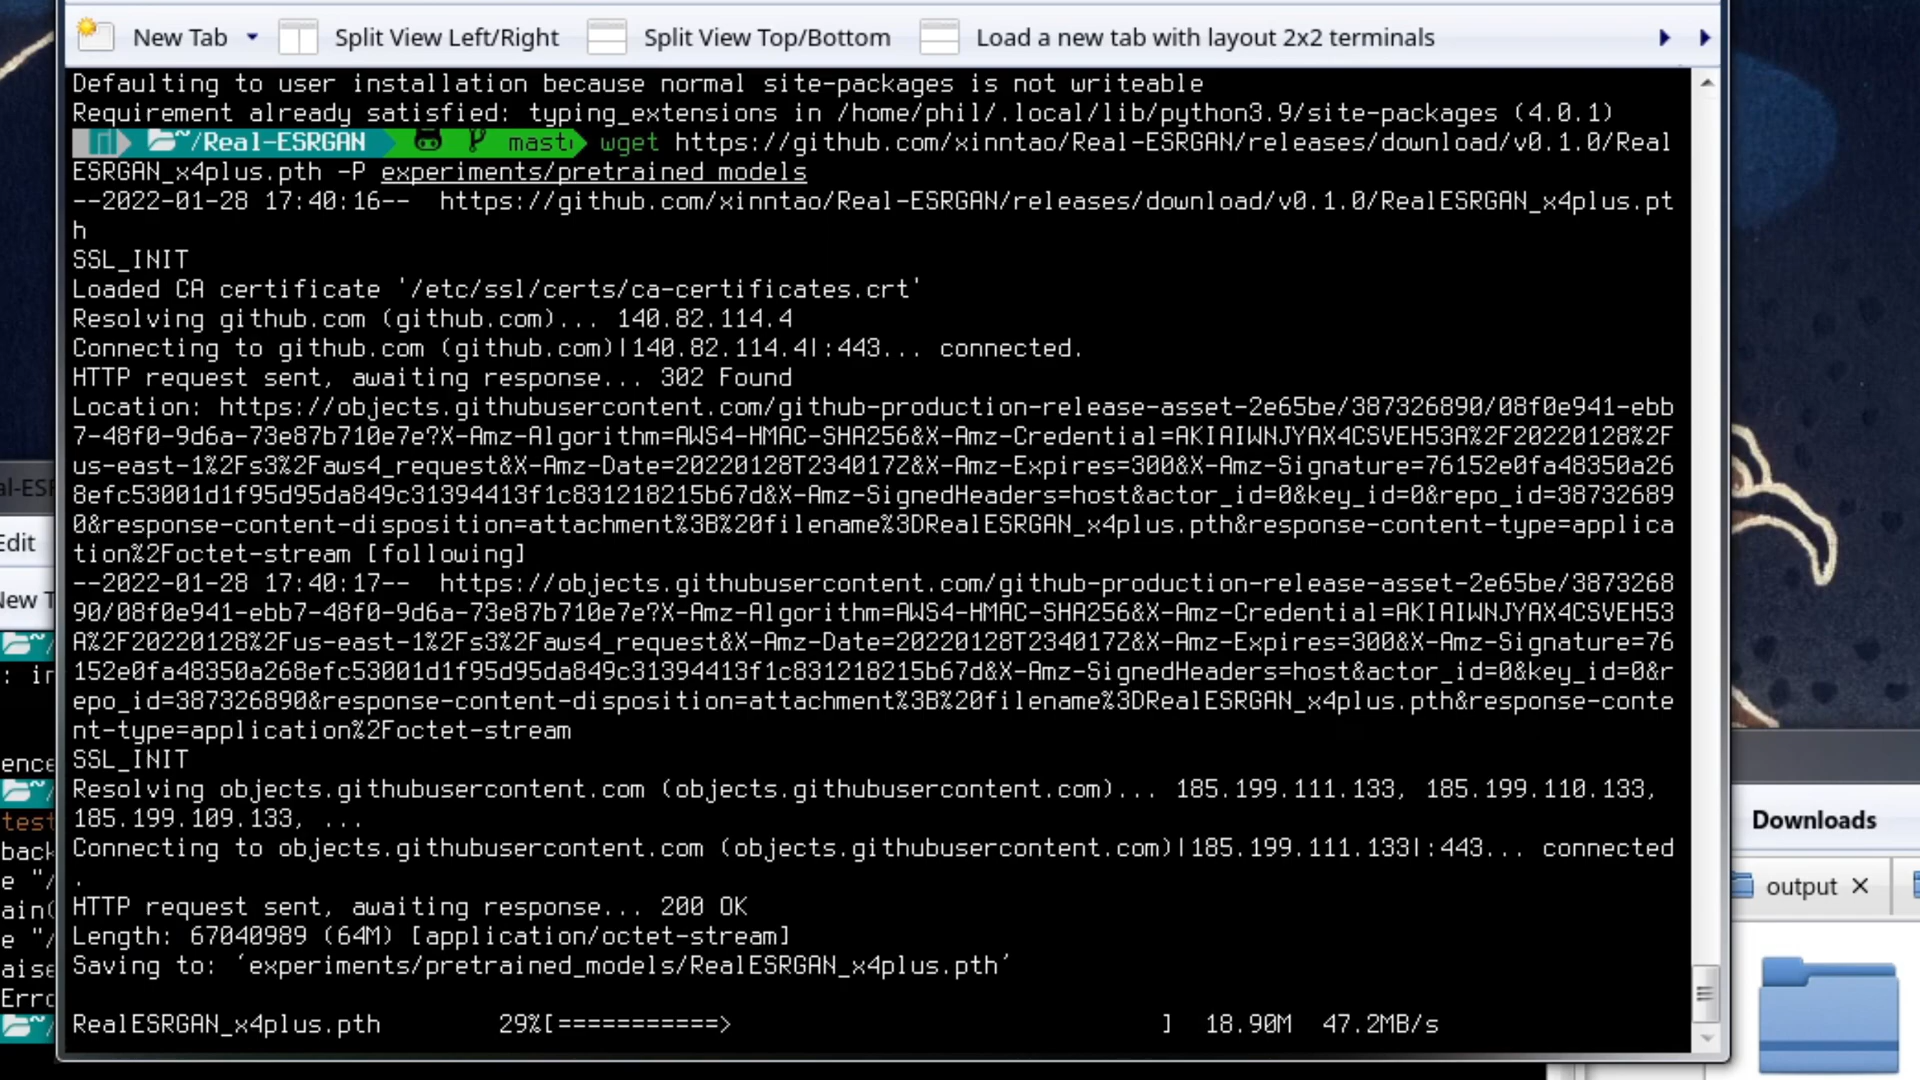 New Tab Split View Left/Right Split View Top/Bottom Load a new tab with layout 2x2 terminals
Defaulting to user installation because normal site-packages is not writeable
Requirement already satisfied: typing_extensions in /home/phil/.local/lib/python3.9/site-packages (4.0.1)
~/Real-ESRGAN mast wget https://github.com/xinntao/Real-ESRGAN/releases/download/v0.1.0/Real
ESRGAN_x4plus.pth -P experiments/pretrained_models
--2022-01-28 17:40:16-- https://github.com/xinntao/Real-ESRGAN/releases/download/v0.1.0/RealESRGAN_x4plus.pt
h
SSL_INIT
Loaded CA certificate '/etc/ssl/certs/ca-certificates.crt'
Resolving github.com (github.com)... 140.82.114.4
Connecting to github.com (github.com)|140.82.114.4|:443... connected.
HTTP request sent, awaiting response... 302 Found
Location: https://objects.githubusercontent.com/github-production-release-asset-2e65be/387326890/08f0e941-ebb
7-48f0-9d6a-73e87b710e7e?X-Amz-Algorithm=AWS4-HMAC-SHA256&X-Amz-Credential=AKIAIWNJYAX4CSVEH53A%2F20220128%2F
us-east-1%2Fs3%2Faws4_request&X-Amz-Date=20220128T234017Z&X-Amz-Expires=300&X-Amz-Signature=76152e0fa48350a26
8efc53001d1f95d95da849c31394413f1c831218215b67d&X-Amz-SignedHeaders=host&actor_id=0&key_id=0&repo_id=38732689
0&response-content-disposition=attachment%3B%20filename%3DRealESRGAN_x4plus.pth&response-content-type=applica
tion%2Foctet-stream [following]
--2022-01-28 17:40:17-- https://objects.githubusercontent.com/github-production-release-asset-2e65be/3873268
90/08f0e941-ebb7-48f0-9d6a-73e87b710e7e?X-Amz-Algorithm=AWS4-HMAC-SHA256&X-Amz-Credential=AKIAIWNJYAX4CSVEH53
A%2F20220128%2Fus-east-1%2Fs3%2Faws4_request&X-Amz-Date=20220128T234017Z&X-Amz-Expires=300&X-Amz-Signature=76
152e0fa48350a268efc53001d1f95d95da849c31394413f1c831218215b67d&X-Amz-SignedHeaders=host&actor_id=0&key_id=0&r
epo_id=387326890&response-content-disposition=attachment%3B%20filename%3DRealESRGAN_x4plus.pth&response-conte
nt-type=application%2Foctet-stream
SSL_INIT
Resolving objects.githubusercontent.com (objects.githubusercontent.com)... 185.199.111.133, 185.199.110.133,
185.199.109.133, ...
Connecting to objects.githubusercontent.com (objects.githubusercontent.com)|185.199.111.133|:443... connected
.
HTTP request sent, awaiting response... 200 OK
Length: 67040989 (64M) [application/octet-stream]
Saving to: ‘experiments/pretrained_models/RealESRGAN_x4plus.pth’
RealESRGAN_x4plus.pth 29%[===========> ] 18.90M 47.2MB/s
al-ESR
Edit
New T
: in
ence
test
back
e "/
ain(
e "/
aise
Erro
Downloads
output